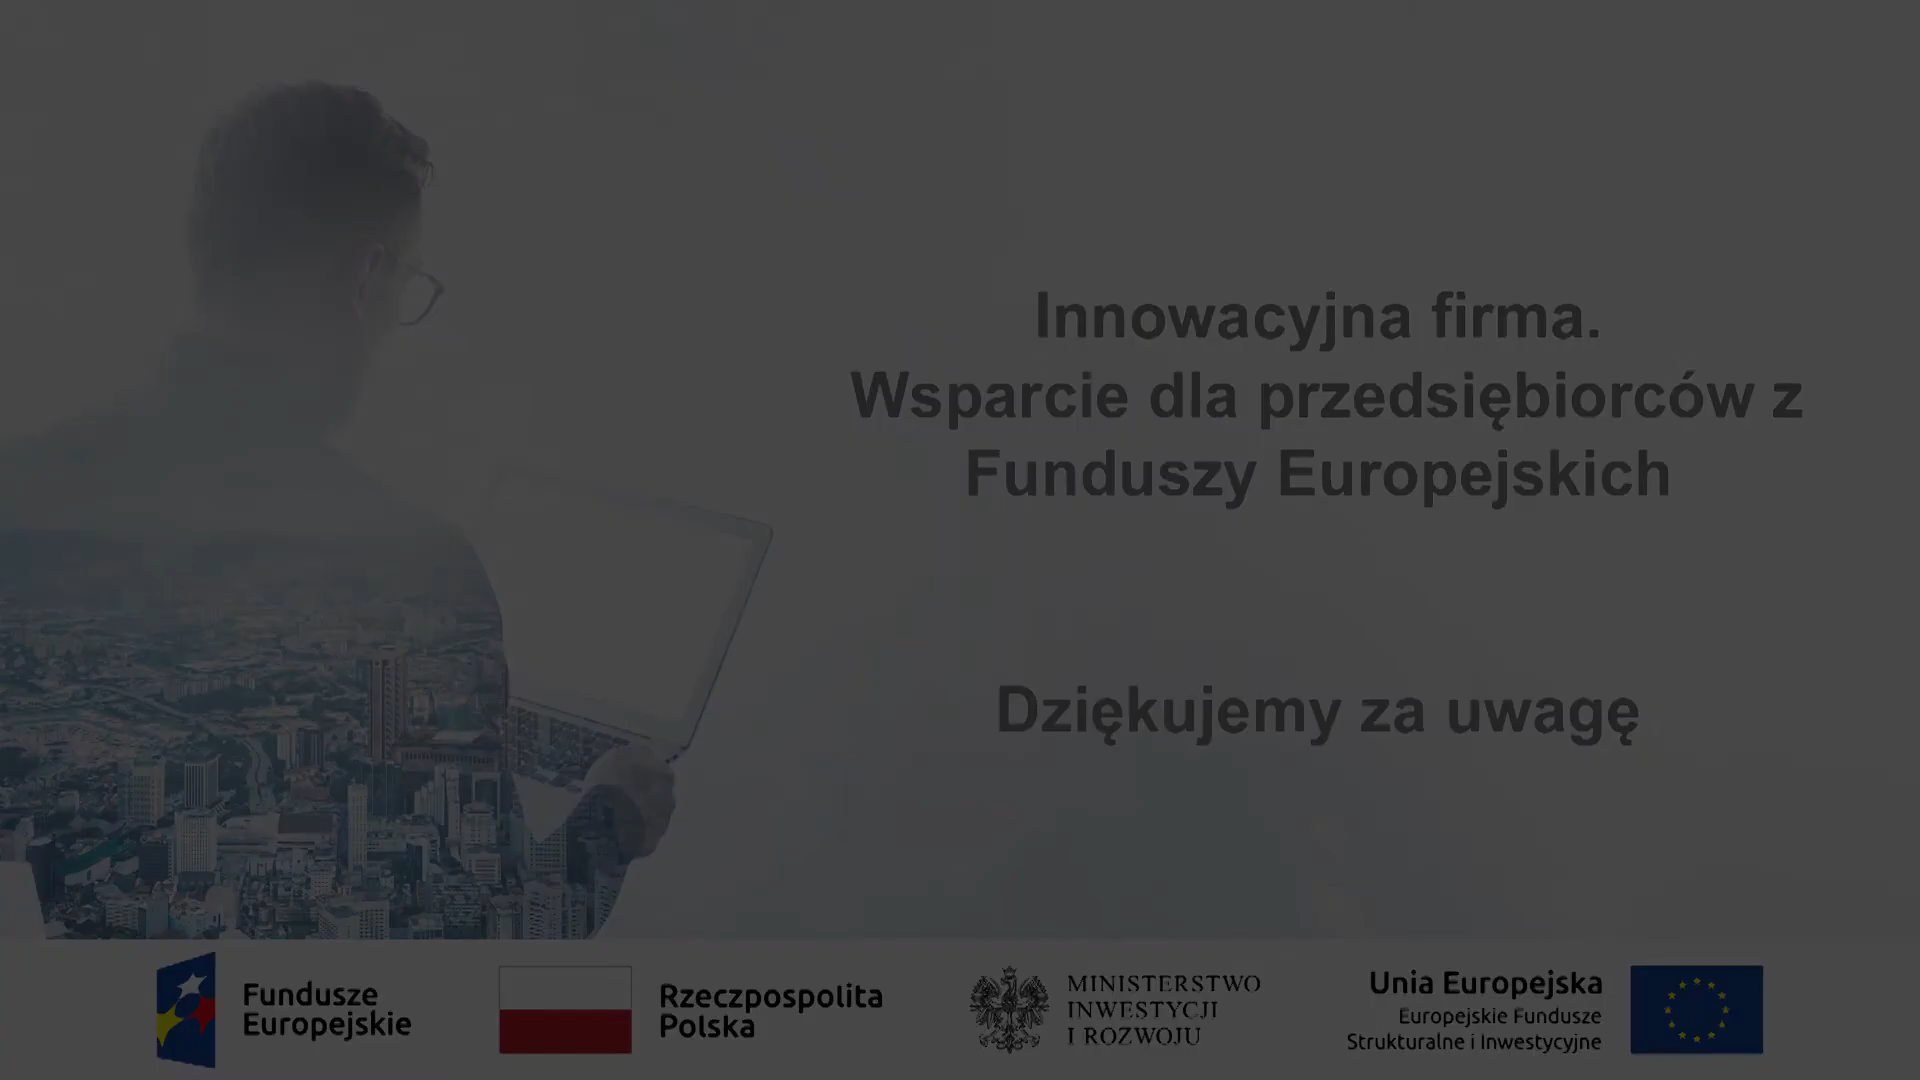 Innowacyjna firma.
Wsparcie dla przedsiębiorców z
Funduszy Europejskich
Dziękujemy za uwagę
Fundusze
Europejskie
Rzeczpospolita
Polska
MINISTERSTWO
INWESTYCJI
I ROZWOJU
Unia Europejska
Europejskie Fundusze
Strukturalne i Inwestycyjne